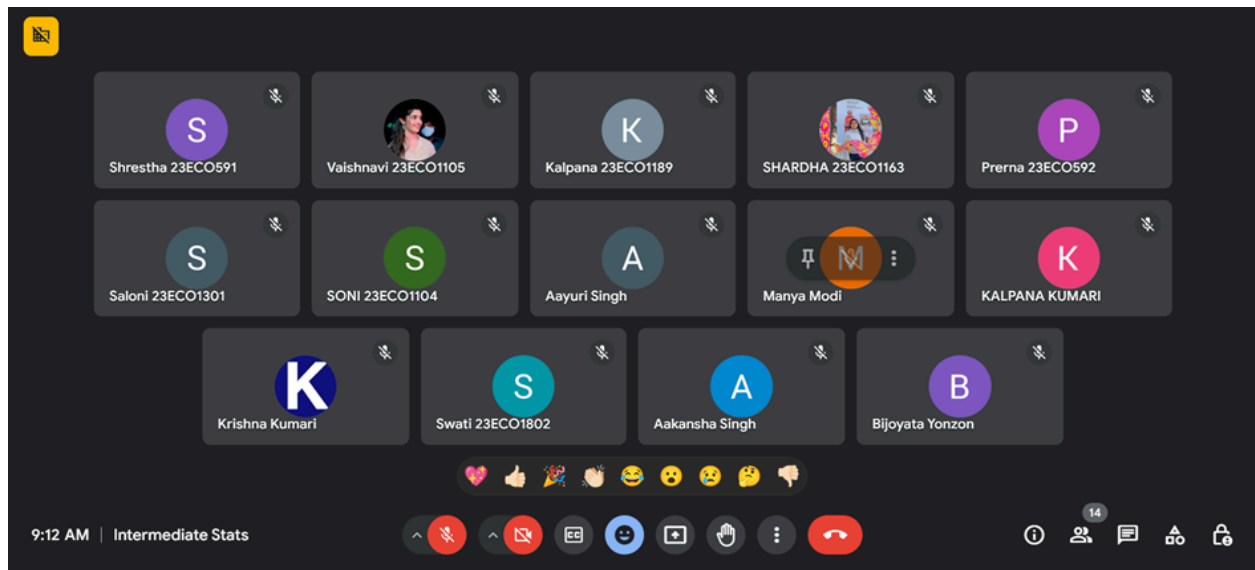 S
Shrestha 23ECO591
Vaishnavi 23ECO1105
K
Kalpana 23ECO1189
SHARDHA 23ECO1163
P
Prerna 23ECO592
S
Saloni 23ECO1301
S
SONI 23ECO1104
A
Aayuri Singh
M
Manya Modi
K
KALPANA KUMARI
K
Krishna Kumari
S
Swati 23ECO1802
A
Aakansha Singh
B
Bijoyata Yonzon
9:12 AM | Intermediate Stats
CC
14